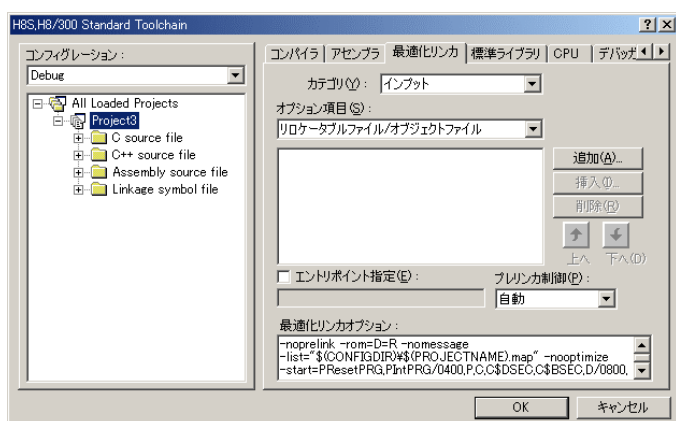 H8S,H8/300 Standard Toolchain
コンフィグレーション :
Debug
All Loaded Projects
Project3
C source file
C++ source file
Assembly source file
Linkage symbol file
コンパイラ アセンブラ 最適化リンカ 標準ライブラリ CPU デバッガ
カテゴリ(Y) : インプット
オプション項目(S) :
リロケータブルファイル/オブジェクトファイル
追加(A)...
挿入(I)...
削除(R)
上へ 下へ(D)
エントリポイント指定(E) :
プレリンカ制御(P) :
自動
最適化リンカオプション :
-noprelink -rom=D=R -nomessage
-list="$(CONFIGDIR)¥$(PROJECTNAME).map" -nooptimize
-start=PResetPRG,PIntPRG/0400,P,C,C$DSEC,C$BSEC,D/0800,
OK キャンセル